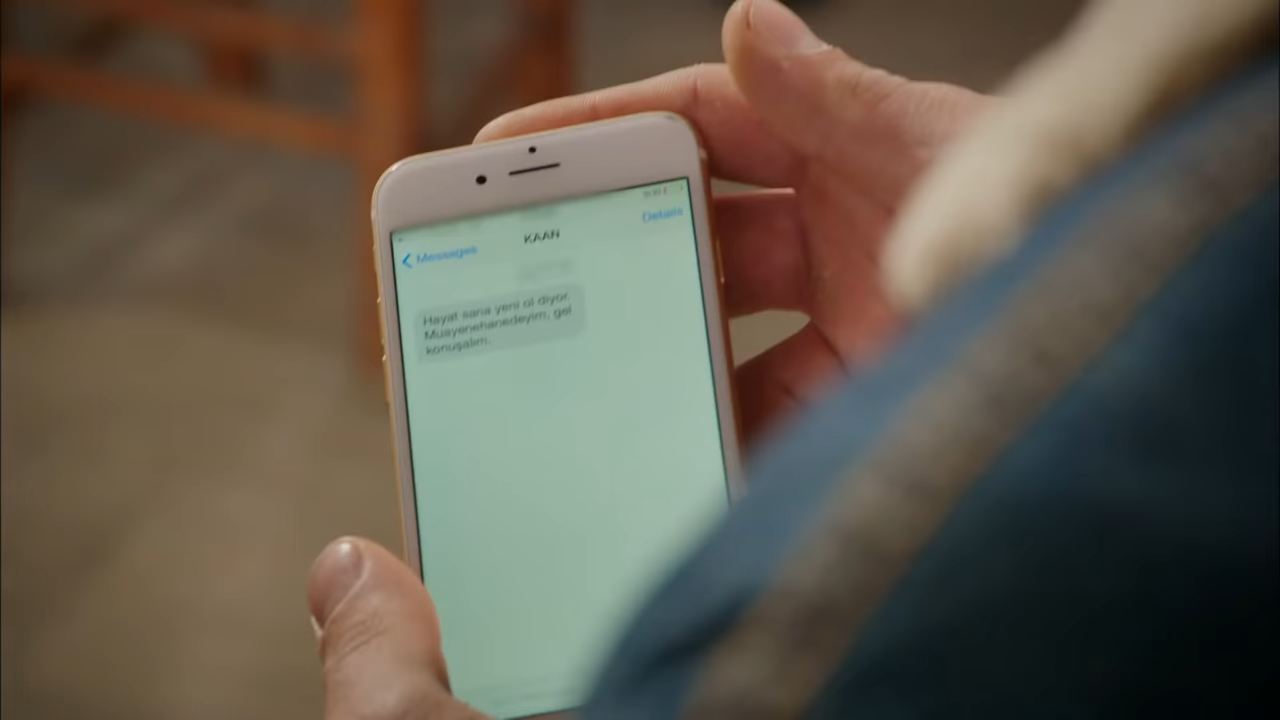 Messages
KAAN
Details
Hayat sana yeni ol diyor.
Muayenehanedeyim, gel
konuşalım.